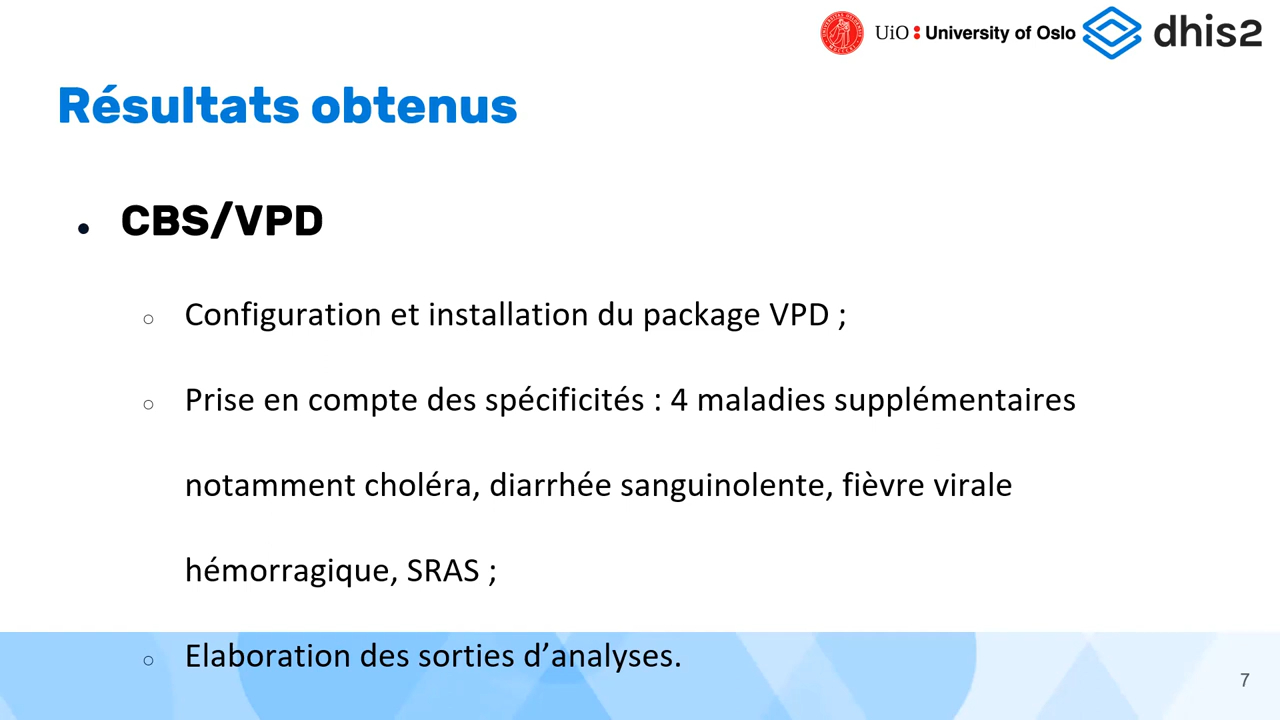 UiO : University of Oslo dhis2
Résultats obtenus
• CBS/VPD
○ Configuration et installation du package VPD ;
○ Prise en compte des spécificités : 4 maladies supplémentaires
notamment choléra, diarrhée sanguinolente, fièvre virale
hémorragique, SRAS ;
○ Elaboration des sorties d’analyses.
7